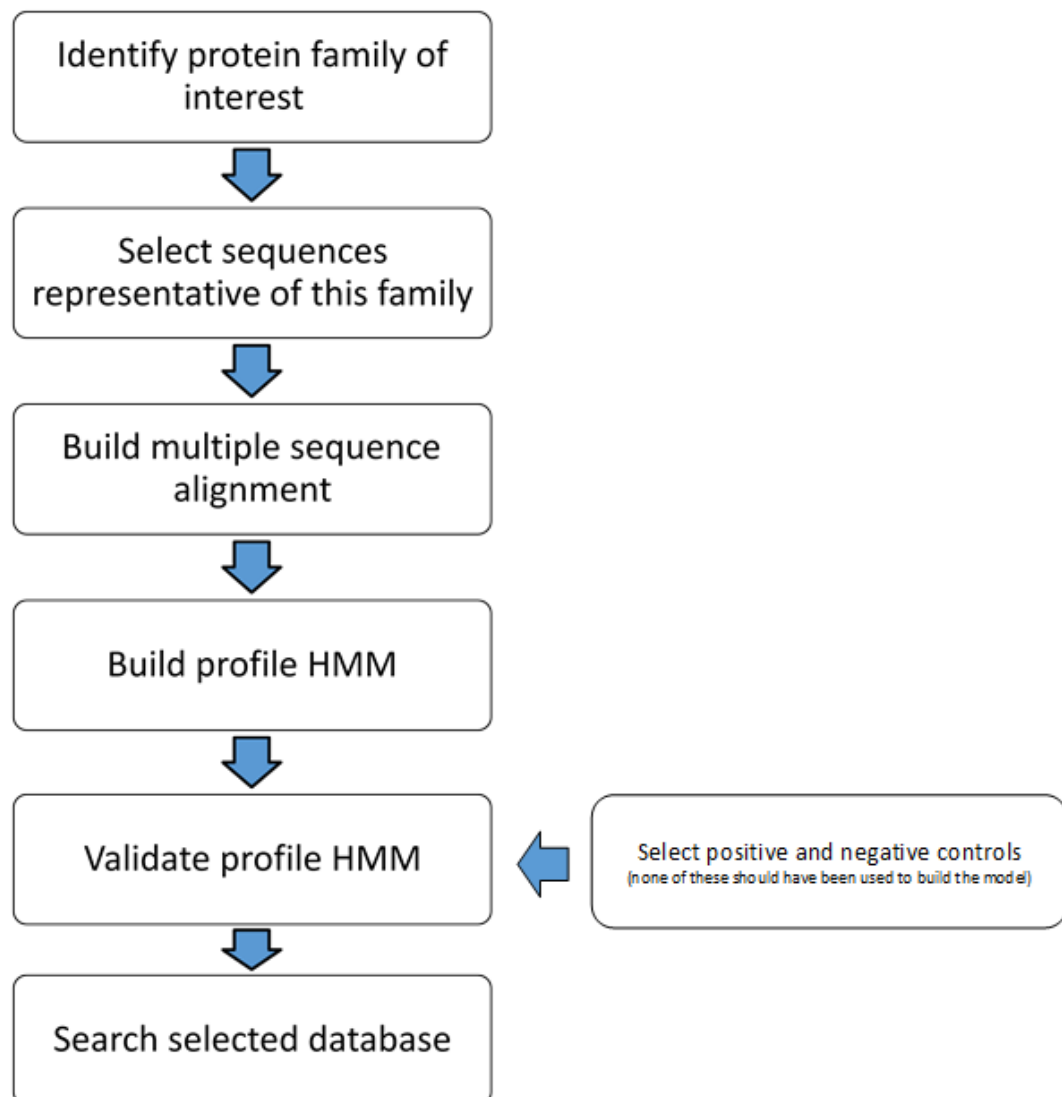 Identify protein family of
interest
Select sequences
representative of this family
Build multiple sequence
alignment
Build profile HMM
Validate profile HMM
Select positive and negative controls
(none of these should have been used to build the model)
Search selected database